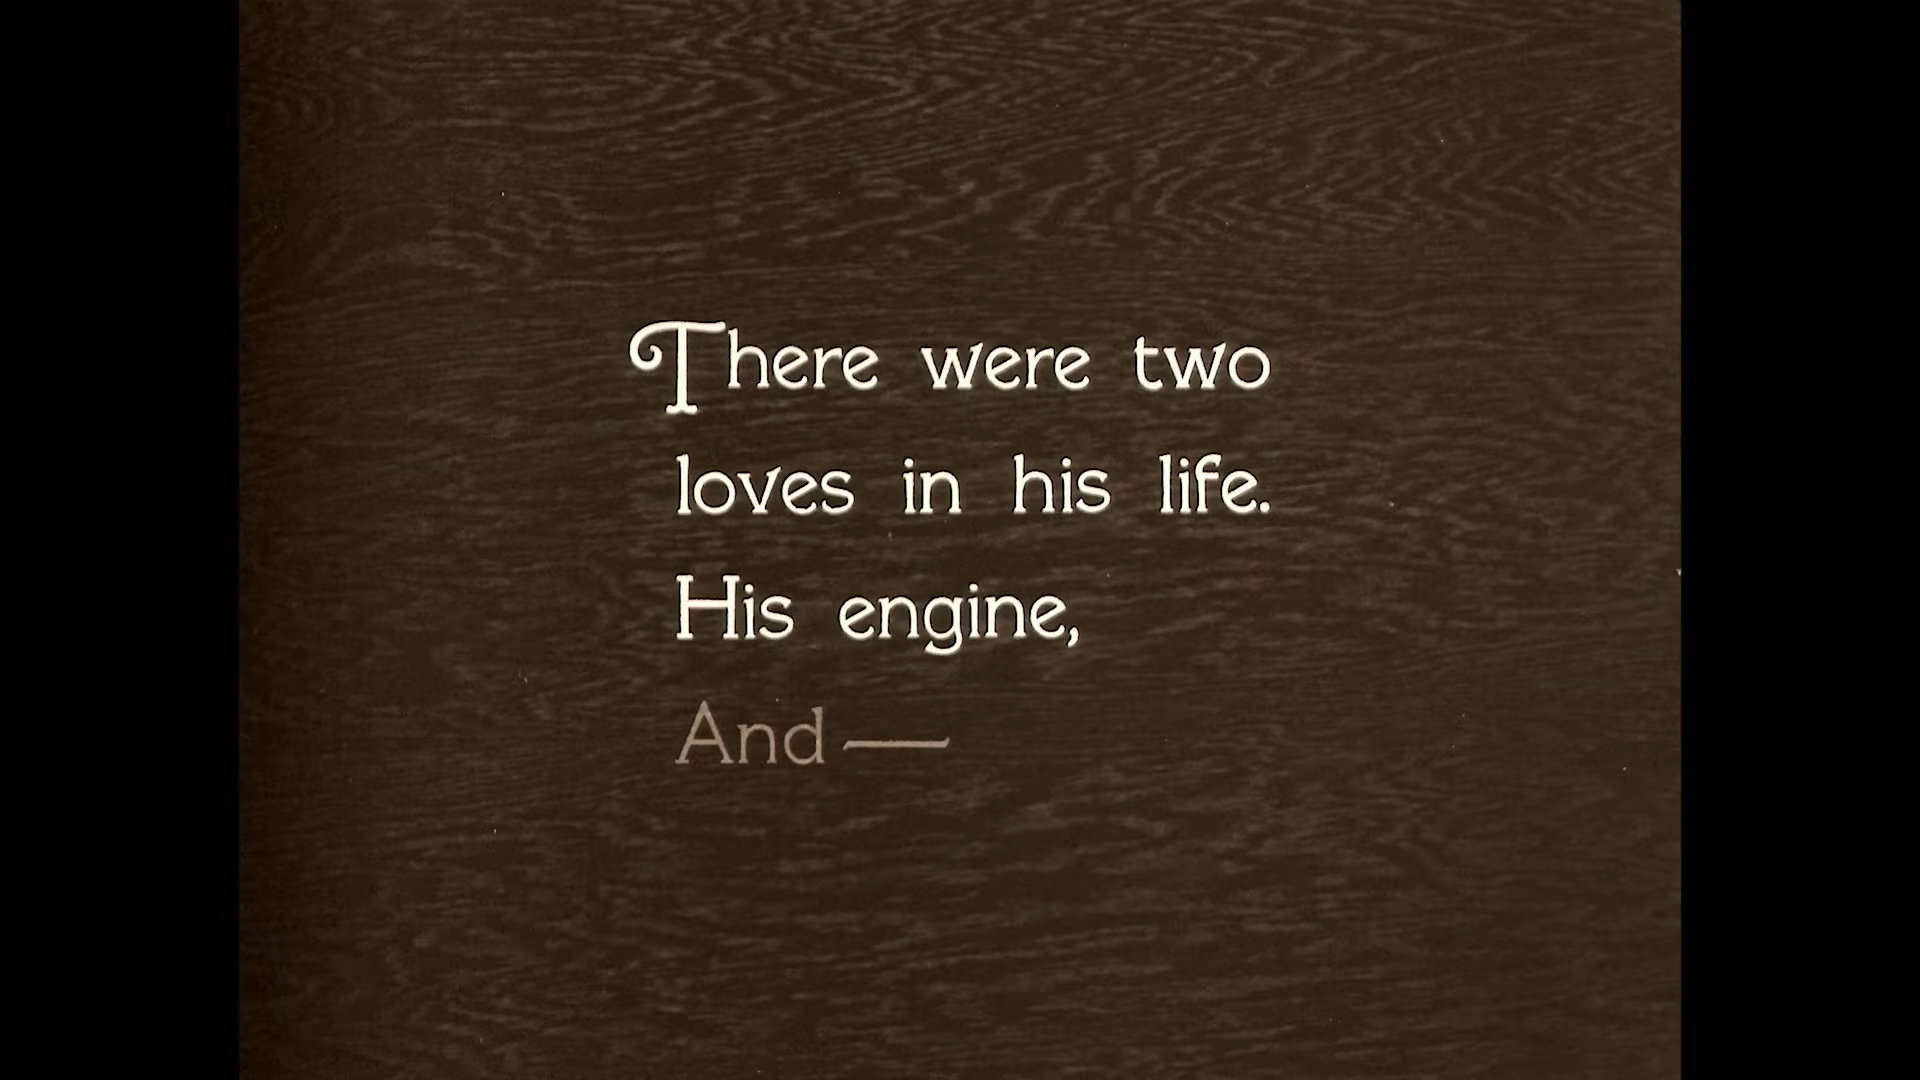 There were two
loves in his life.
His engine,
And —